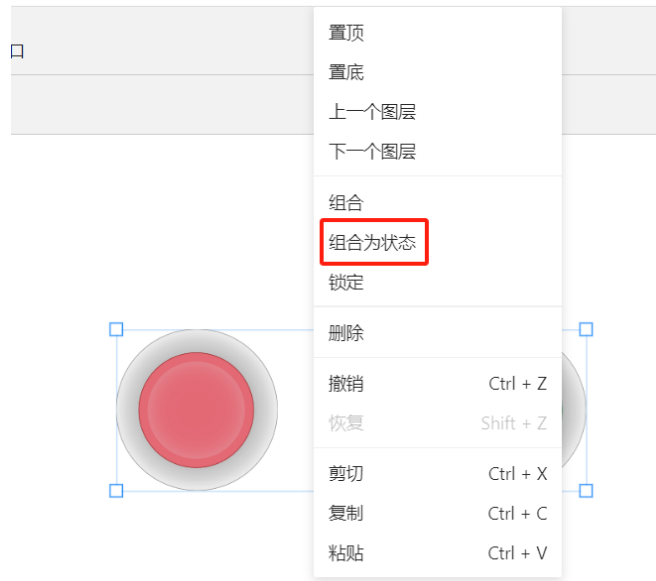 口
置顶
置底
上一个图层
下一个图层
组合
组合为状态
锁定
删除
撤销 Ctrl + Z
恢复 Shift + Z
剪切 Ctrl + X
复制 Ctrl + C
粘贴 Ctrl + V